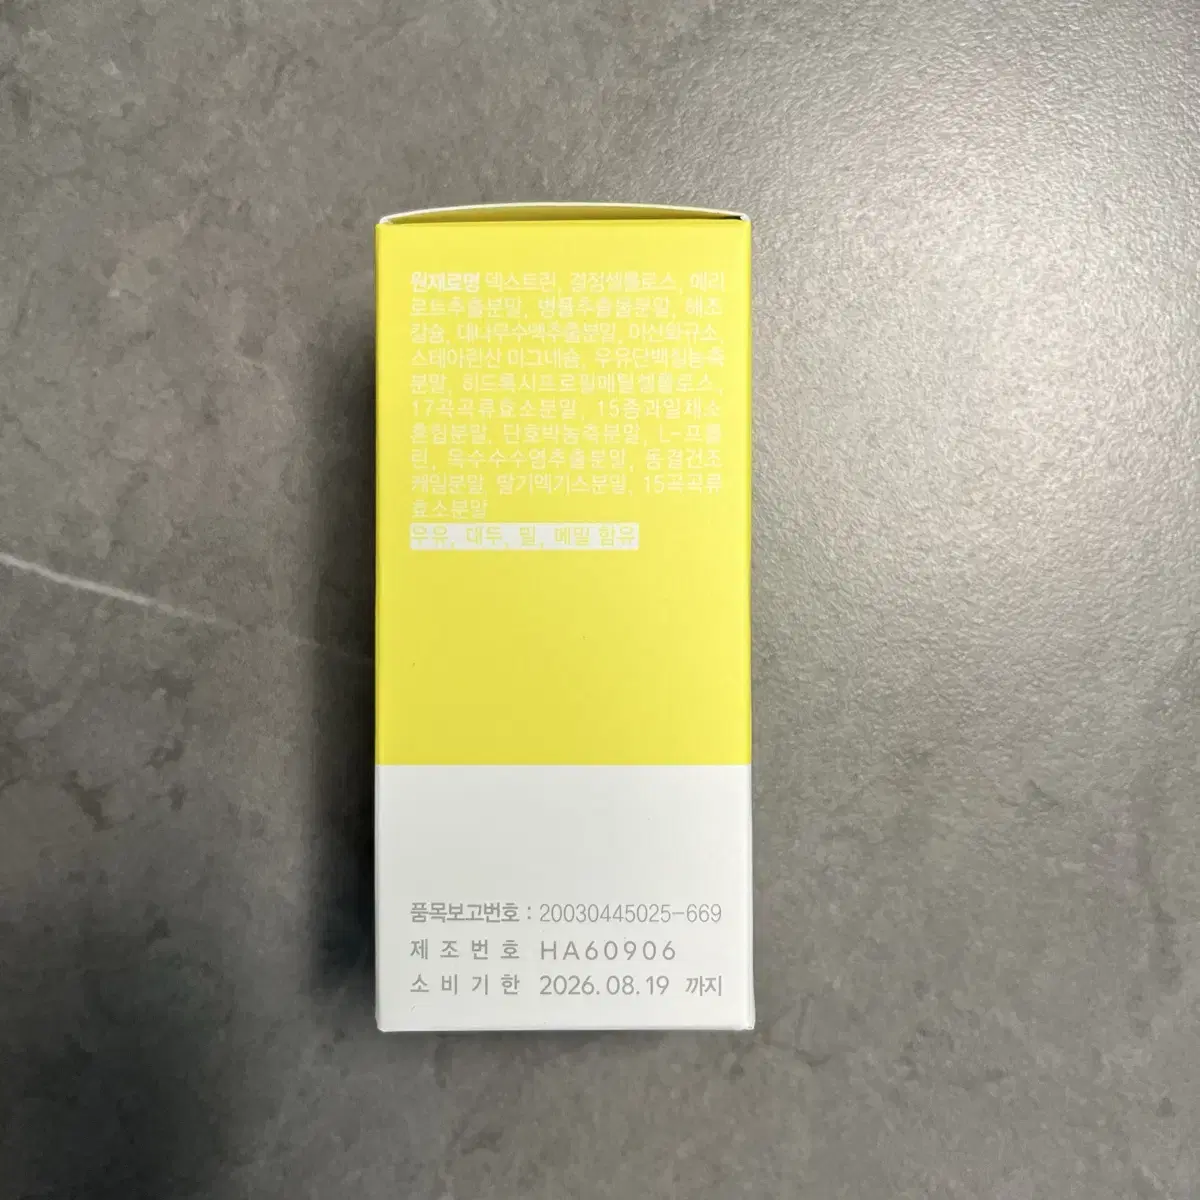 원재료명 덱스트린, 결정셀룰로스, 메리
로트추출분말, 병풀추출물분말, 해조
칼슘, 대나무수액추출분말, 이산화규소,
스테아린산 마그네슘, 우유단백질농축
분말, 히드록시프로필메틸셀룰로스,
17곡곡류효소분말, 15종과일채소
혼합분말, 단호박농축분말, L-프롤
린, 옥수수수염추출분말, 동결건조
케일분말, 딸기엑기스분말, 15곡곡류
효소분말
우유, 대두, 밀, 메밀 함유
품목보고번호 : 20030445025-669
제조번호 HA60906
소비기한 2026.08.19 까지